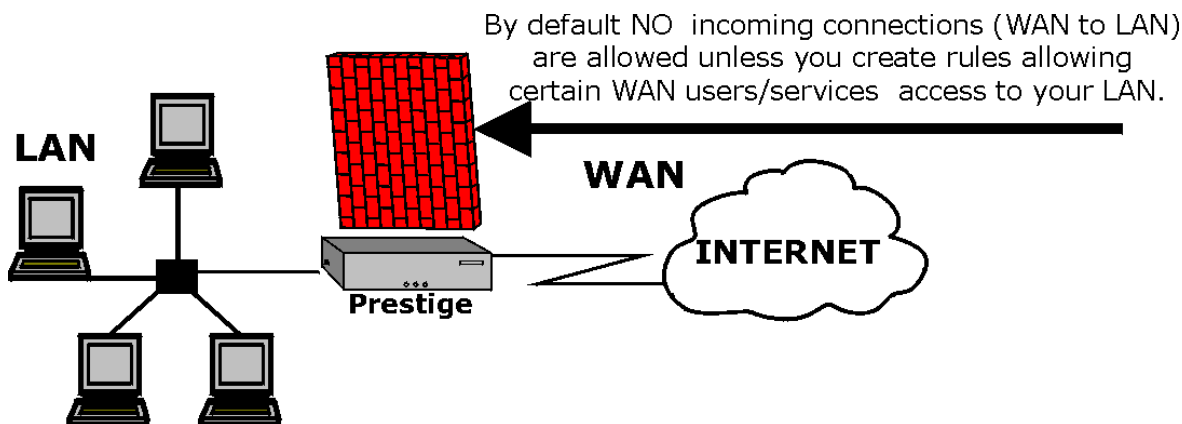 By default NO incoming connections (WAN to LAN)
are allowed unless you create rules allowing
certain WAN users/services access to your LAN.
LAN
WAN
INTERNET
Prestige